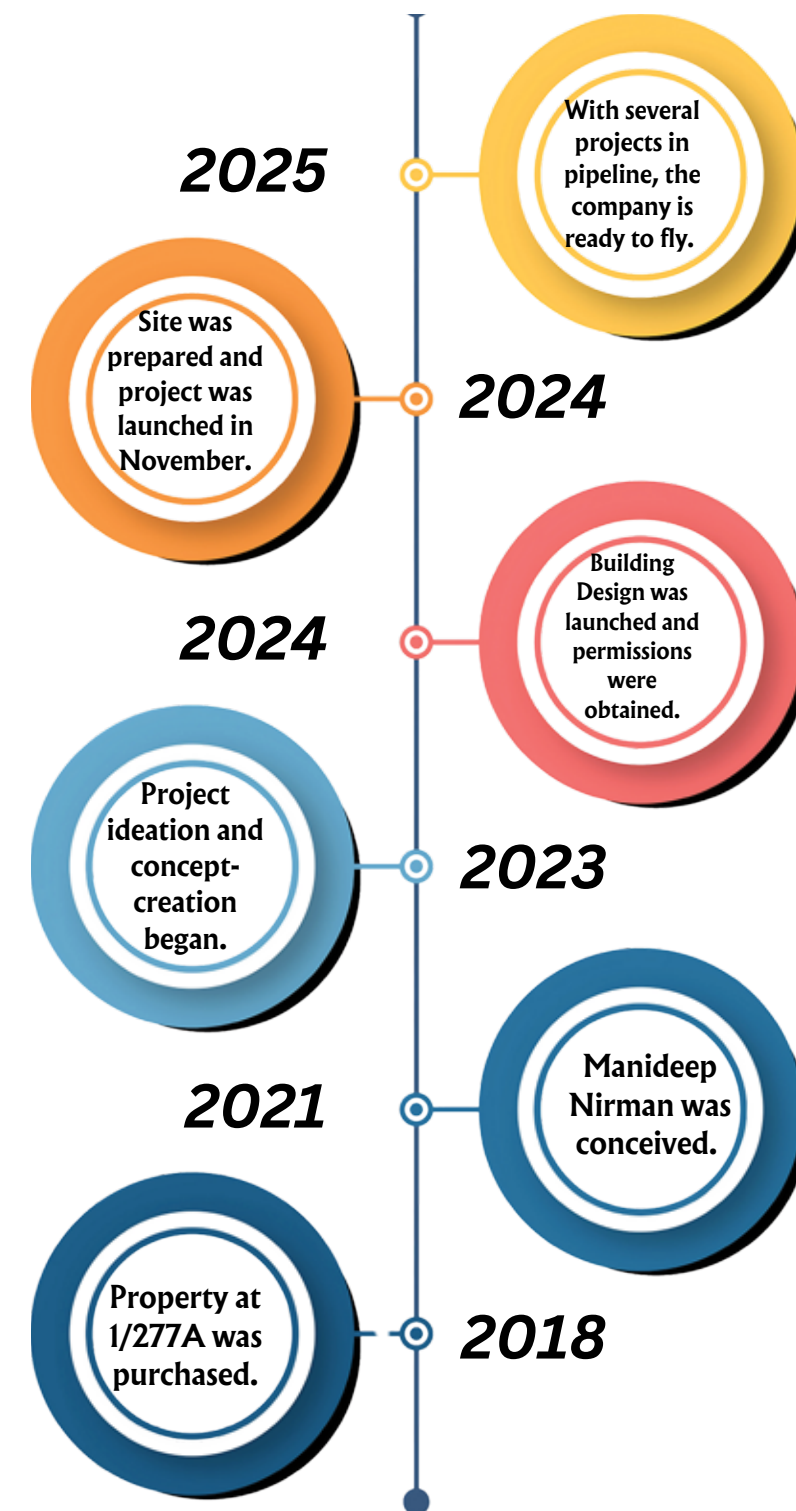 2025
With several
projects in
pipeline, the
company is
ready to fly.
Site was
prepared and
project was
launched in
November.
2024
2024
Building
Design was
launched and
permissions
were
obtained.
Project
ideation and
concept-
creation
began.
2023
2021
Manideep
Nirman was
conceived.
Property at
1/277A was
purchased.
2018